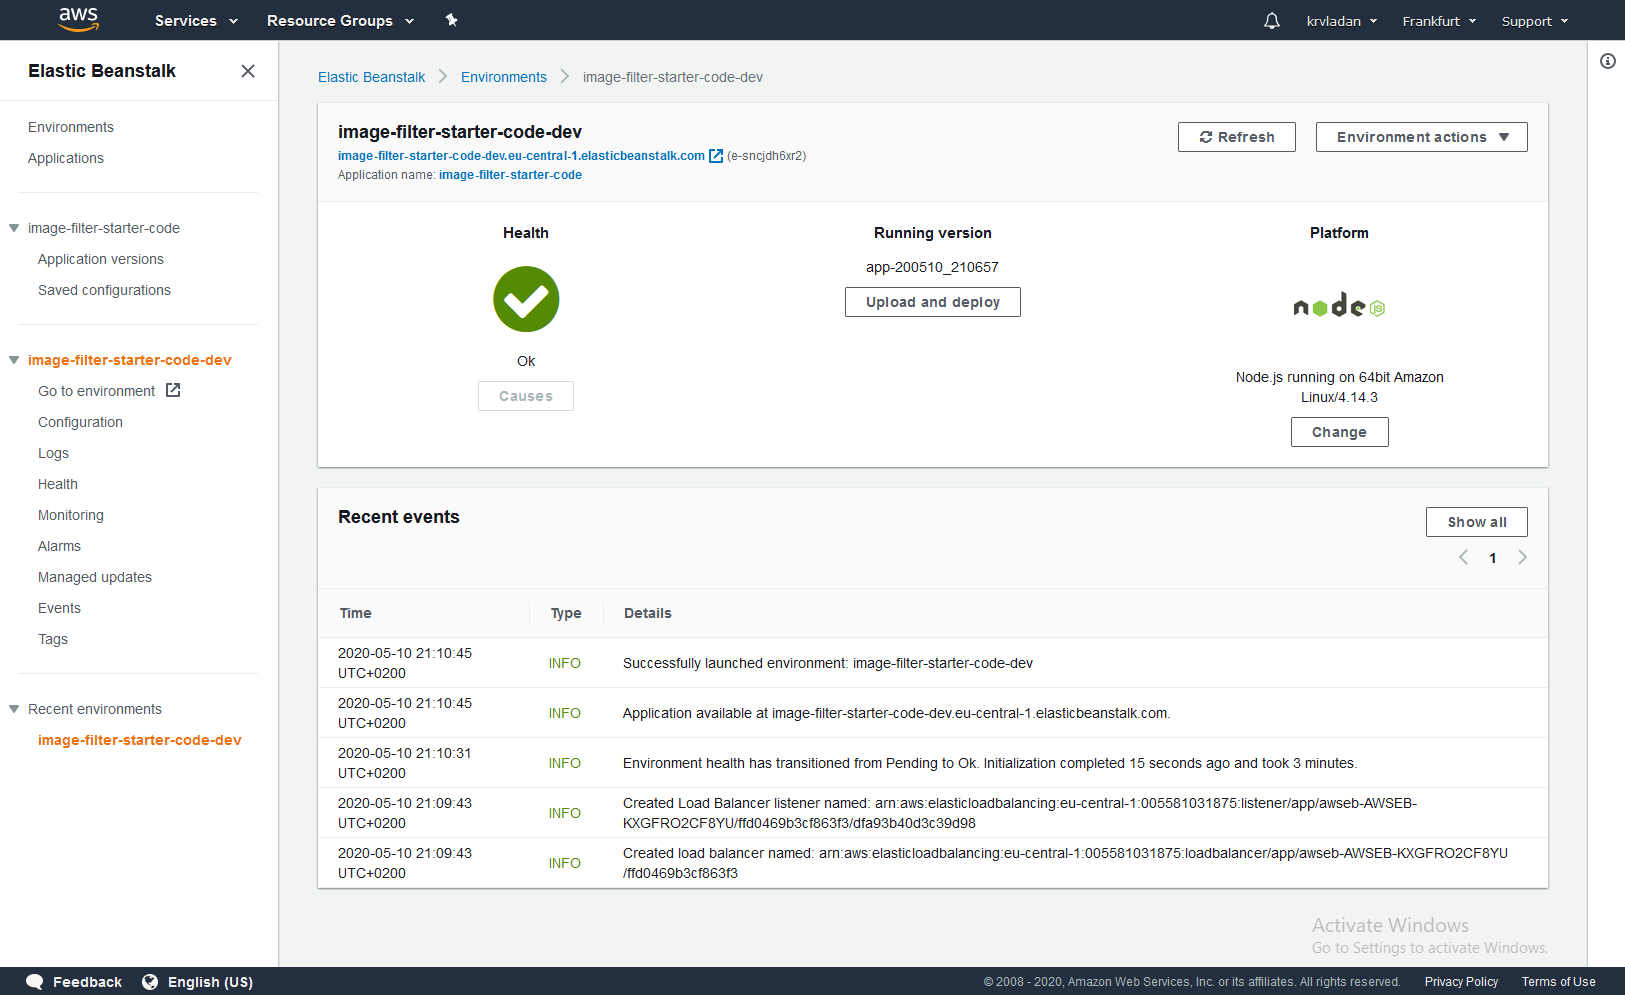 aws
Services
Resource Groups
krvladan
Frankfurt
Support
Elastic Beanstalk
Environments
Applications
image-filter-starter-code
Application versions
Saved configurations
image-filter-starter-code-dev
Go to environment
Configuration
Logs
Health
Monitoring
Alarms
Managed updates
Events
Tags
Recent environments
image-filter-starter-code-dev
Elastic Beanstalk Environments image-filter-starter-code-dev
image-filter-starter-code-dev
image-filter-starter-code-dev.eu-central-1.elasticbeanstalk.com (e-sncjdh6xr2)
Application name: image-filter-starter-code
Refresh
Environment actions
Health
Ok
Causes
Running version
app-200510_210657
Upload and deploy
Platform
node JS
Node.js running on 64bit Amazon
Linux/4.14.3
Change
Recent events
Show all
1
Time Type Details
2020-05-10 21:10:45
UTC+0200
INFO
Successfully launched environment: image-filter-starter-code-dev
2020-05-10 21:10:45
UTC+0200
INFO
Application available at image-filter-starter-code-dev.eu-central-1.elasticbeanstalk.com.
2020-05-10 21:10:31
UTC+0200
INFO
Environment health has transitioned from Pending to Ok. Initialization completed 15 seconds ago and took 3 minutes.
2020-05-10 21:09:43
UTC+0200
INFO
Created Load Balancer listener named: arn:aws:elasticloadbalancing:eu-central-1:005581031875:listener/app/awseb-AWSEB-
KXGFRO2CF8YU/ffd0469b3cf863f3/dfa93b40d3c39d98
2020-05-10 21:09:43
UTC+0200
INFO
Created load balancer named: arn:aws:elasticloadbalancing:eu-central-1:005581031875:loadbalancer/app/awseb-AWSEB-KXGFRO2CF8YU
/ffd0469b3cf863f3
Activate Windows
Go to Settings to activate Windows.
Feedback
English (US)
© 2008 - 2020, Amazon Web Services, Inc. or its affiliates. All rights reserved.
Privacy Policy
Terms of Use